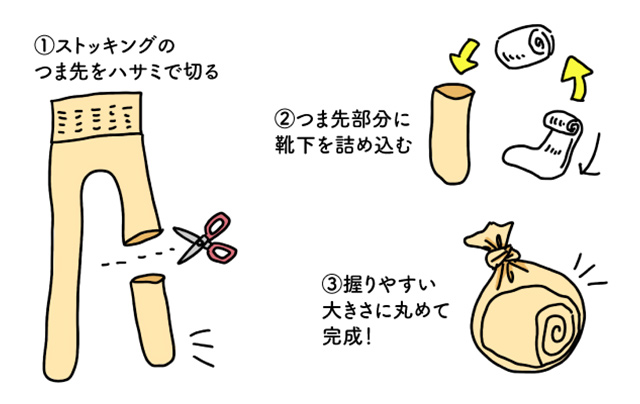 ①ストッキングの
つま先をハサミで切る
②つま先部分に
靴下を詰め込む
③握りやすい
大きさに丸めて
完成！